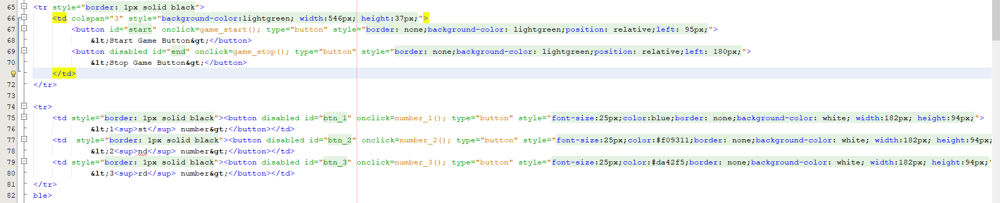 65 <tr style="border: 1px solid black">
66 <td colspan="3" style="background-color:lightgreen; width:546px; height:37px;">
67 <button id="start" onclick=game_start(); type="button" style="border: none;background-color: lightgreen;position: relative;left: 95px;">
68 &lt;Start Game Button&gt;</button>
69 <button disabled id="end" onclick=game_stop(); type="button" style="border: none;background-color: lightgreen;position: relative;left: 180px;">
70 &lt;Stop Game Button&gt;</button>
</td>
72 </tr>
73
74 <tr>
75 <td style="border: 1px solid black"><button disabled id="btn_1" onclick=number_1(); type="button" style="font-size:25px;color:blue;border: none;background-color: white; width:182px; height:94px;">
76 &lt;1<sup>st</sup> number&gt;</button></td>
77 <td  style="border: 1px solid black"><button disabled id="btn_2" onclick=number_2(); type="button" style="font-size:25px;color:#f09311;border: none;background-color: white; width:182px; height:94px;
78 &lt;2<sup>nd</sup> number&gt;</button></td>
79 <td style="border: 1px solid black"><button disabled id="btn_3" onclick=number_3(); type="button" style="font-size:25px;color:#da42f5;border: none;background-color: white; width:182px; height:94px;"
80 &lt;3<sup>rd</sup> number&gt;</button></td>
81 </tr>
82 ble>